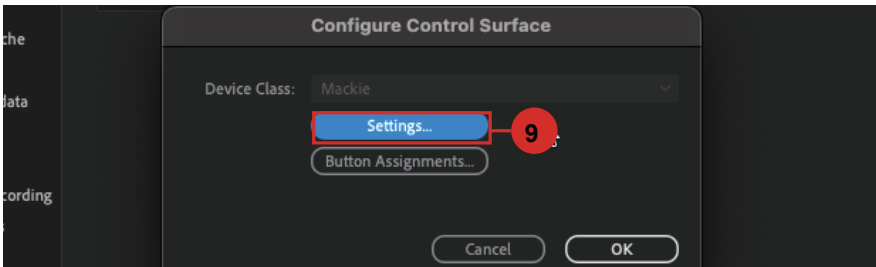 Configure Control Surface
che
Device Class: Mackie
data
Settings...
9
Button Assignments...
cording
Cancel OK